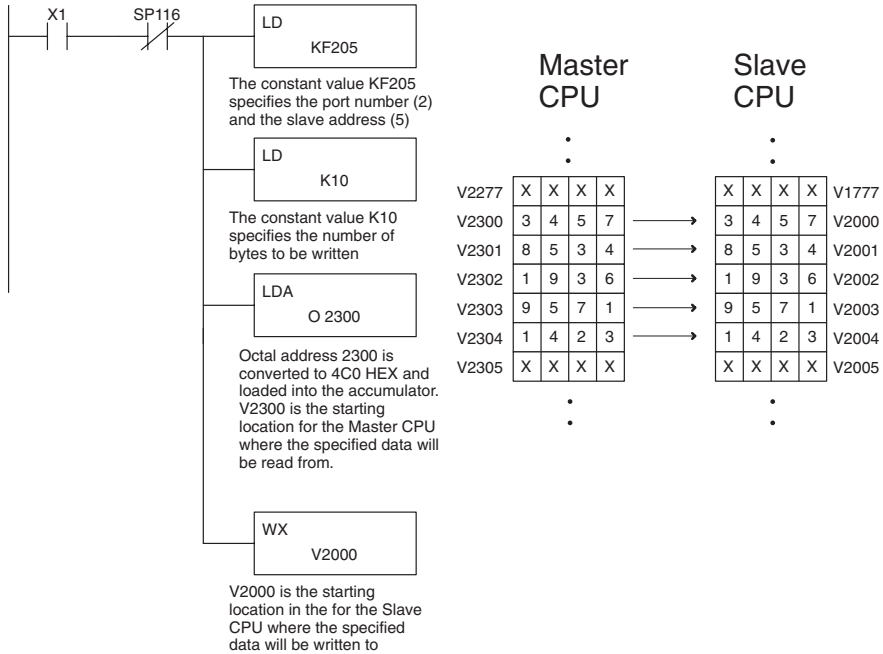 X1
SP116
LD
KF205
The constant value KF205
specifies the port number (2)
and the slave address (5)
LD
K10
The constant value K10
specifies the number of
bytes to be written
LDA
O 2300
Octal address 2300 is
converted to 4C0 HEX and
loaded into the accumulator.
V2300 is the starting
location for the Master CPU
where the specified data will
be read from.
WX
V2000
V2000 is the starting
location in the for the Slave
CPU where the specified
data will be written to
Master
CPU
Slave
CPU
V2277 X X X X X X X X V1777
V2300 3 4 5 7 3 4 5 7 V2000
V2301 8 5 3 4 8 5 3 4 V2001
V2302 1 9 3 6 1 9 3 6 V2002
V2303 9 5 7 1 9 5 7 1 V2003
V2304 1 4 2 3 1 4 2 3 V2004
V2305 X X X X X X X X V2005